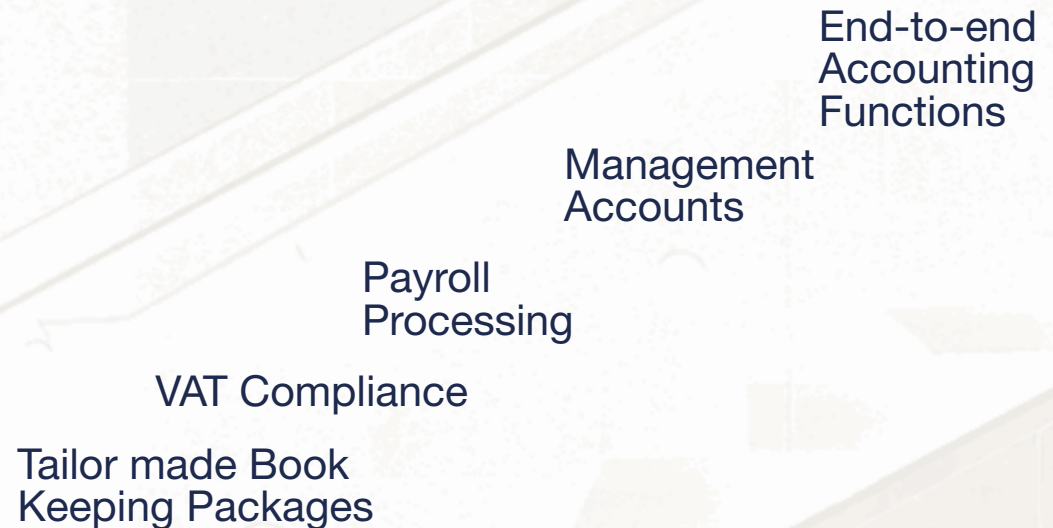 End-to-end
Accounting
Functions
Management
Accounts
Payroll
Processing
VAT Compliance
Tailor made Book
Keeping Packages